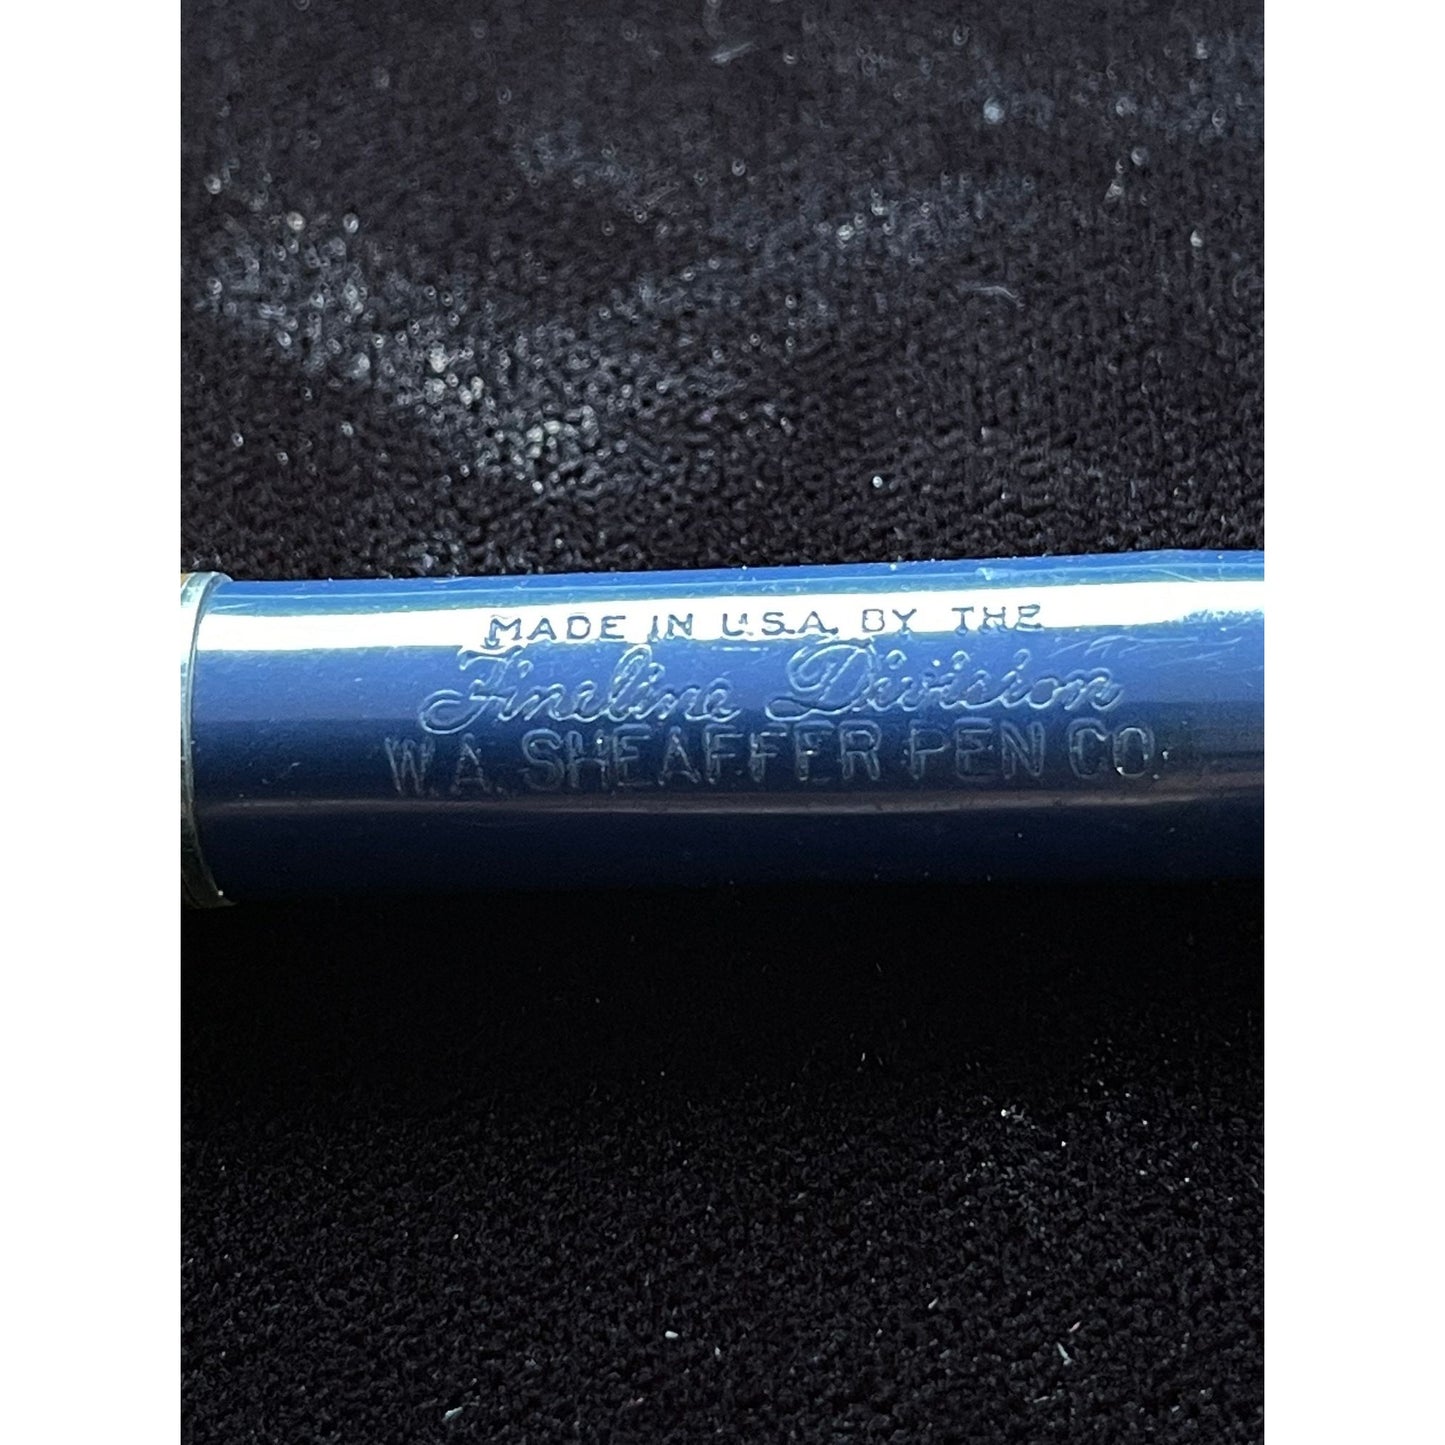 MADE IN U.S.A. BY THE
Fineline Division
W.A. SHEAFFER PEN CO.